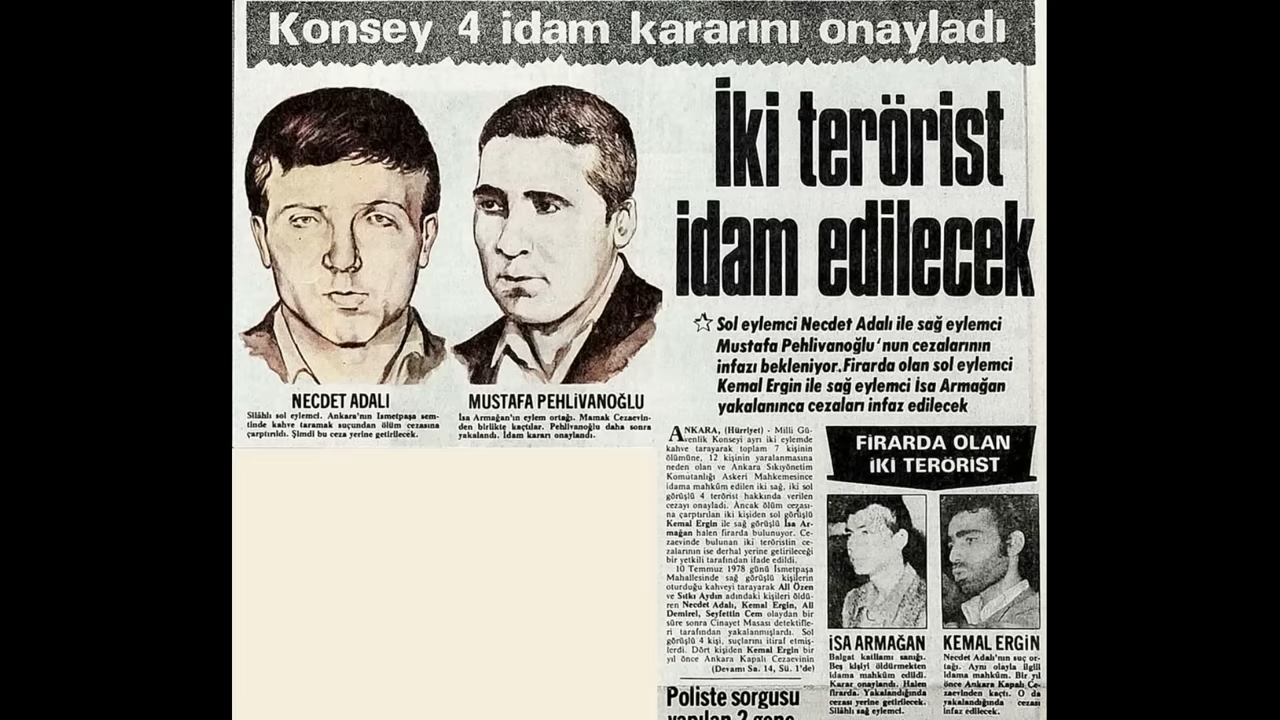 Konsey 4 idam kararını onayladı
İki terörist
idam edilecek
Sol eylemci Necdet Adalı ile sağ eylemci
Mustafa Pehlivanoğlu'nun cezalarının
infazı bekleniyor.Firarda olan sol eylemci
Kemal Ergin ile sağ eylemci İsa Armağan
yakalanınca cezaları infaz edilecek
NECDET ADALI
Silâhlı sol eylemci. Ankara'nın İsmetpaşa sem-
tinde kahve taramak suçundan ölüm cezasına
çarptırıldı. Şimdi bu ceza yerine getirilecek.
MUSTAFA PEHLİVANOĞLU
İsa Armağan'ın eylem ortağı. Mamak Cezaevin-
den birlikte kaçtılar. Pehlivanoğlu daha sonra
yakalandı. İdam kararı onaylandı.
ANKARA, (Hürriyet) - Milli Gü-
venlik Konseyi ayrı iki eylemde
kahve tarayarak toplam 7 kişinin
ölümüne, 12 kişinin yaralanmasına
neden olan ve Ankara Sıkıyönetim
Komutanlığı Askeri Mahkemesince
idama mahkûm edilen iki sağ, iki sol
görüşlü 4 terörist hakkında verilen
cezayı onayladı. Ancak ölüm cezası-
na çarptırılan iki kişiden sol görüşlü
Kemal Ergin ile sağ görüşlü İsa Ar-
mağan halen firarda bulunuyor. Ce-
zaevinde bulunan iki teröristin ce-
zalarının ise derhal yerine getirileceği
bir yetkili tarafından ifade edildi.
10 Temmuz 1978 günü İsmetpaşa
Mahallesinde sağ görüşlü kişilerin
oturduğu kahveyi tarayarak Ali Özen
ve Sıtkı Aydın adındaki kişileri öldü-
ren Necdet Adalı, Kemal Ergin, Ali
Demirel, Seyfettin Cem olaydan bir
süre sonra Cinayet Masası detektifle-
ri tarafından yakalanmışlardı. Sol
görüşlü 4 kişi, suçlarını itiraf etmiş-
lerdi. Dört kişiden Kemal Ergin bir
yıl önce Ankara Kapalı Cezaevinin
(Devamı Sa. 14, Sü. 1'de)
FİRARDA OLAN
İKİ TERÖRİST
İSA ARMAĞAN
Balgat katliamı sanığı.
Beş kişiyi öldürmekten
idama mahkûm edildi.
Karar onaylandı. Halen
firarda. Yakalandığında
cezası yerine getirilecek.
Silâhlı sağ eylemci.
KEMAL ERGİN
Necdet Adalı'nın suç or-
tağı. Aynı olayla ilgili
idama mahkûm. Bir yıl
önce Ankara Kapalı Ce-
zaevinden kaçtı. O da
yakalandığında cezası
infaz edilecek.
Poliste sorgusu
yapılan 2 genç